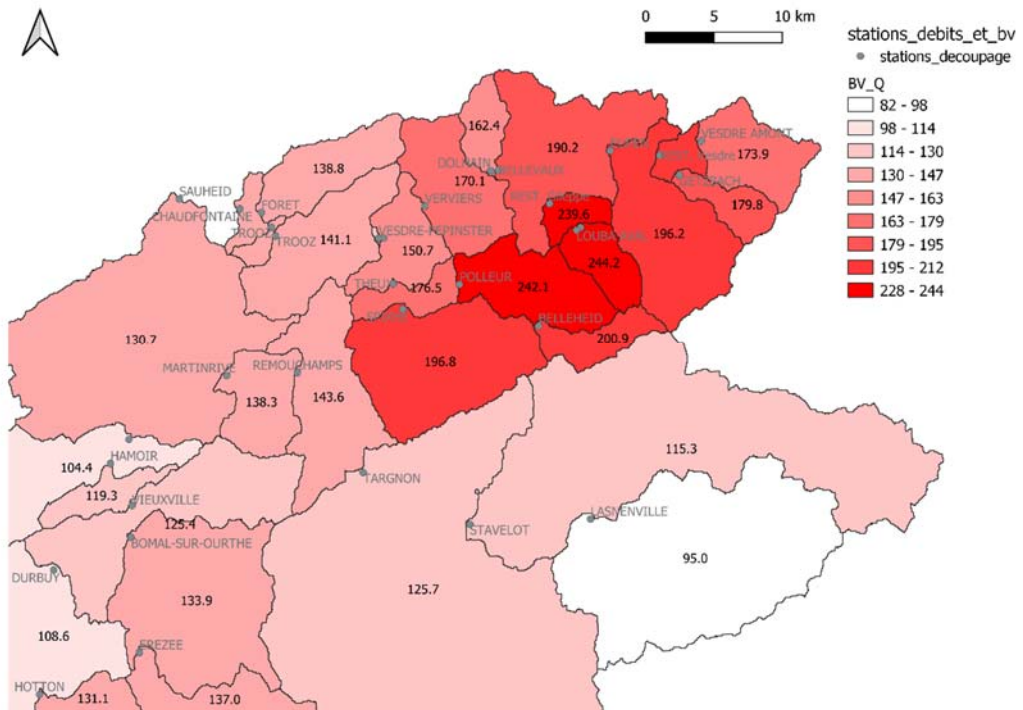 0 5 10 km
stations_debits_et_bv
stations_decoupage
BV_Q
82 - 98
98 - 114
114 - 130
130 - 147
147 - 163
163 - 179
179 - 195
195 - 212
228 - 244
162.4
190.2
VESDRE AMONT
173.9
138.8
DOLHAIN
BELLEVAUX
170.1
GETZBACH
179.8
SAUHEID
FORET
CHAUDFONTAINE
VERVIERS
239.6
196.2
TROOZ
TROOZ
141.1
VESDRE-PEPINSTER
150.7
244.2
THEUX
176.5
POLLEUR
242.1
BELLEHEID
200.9
130.7
196.8
MARTINRIVE
REMOUCHAMPS
138.3
143.6
115.3
HAMOIR
104.4
TARGNON
119.3
VIEUXVILLE
125.4
STAVELOT
LASNENVILLE
BOMAL-SUR-OURTHE
95.0
DURBUY
125.7
133.9
108.6
EREZEE
HOTTON
131.1
137.0